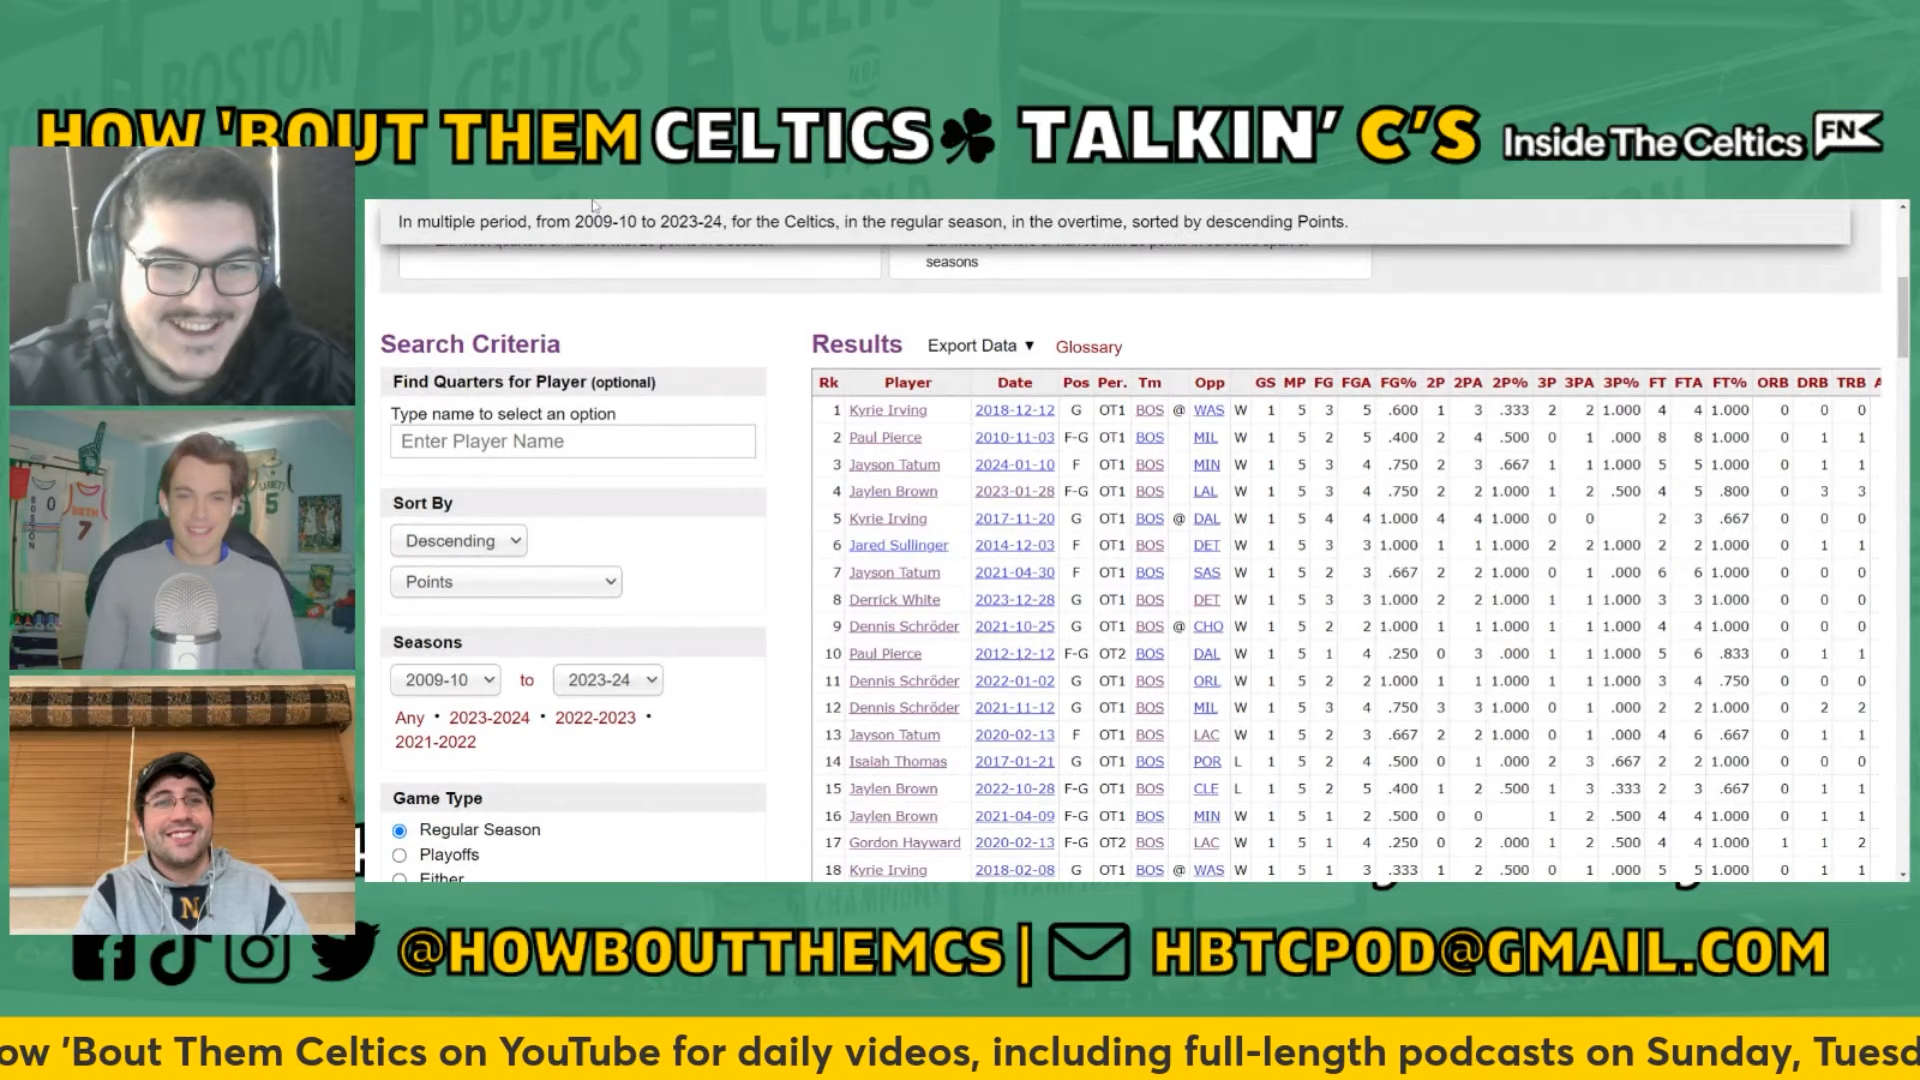 HOW 'BOUT THEM CELTICS TALKIN' C'S Inside The Celtics FN
In multiple period, from 2009-10 to 2023-24, for the Celtics, in the regular season, in the overtime, sorted by descending Points.
seasons
Search Criteria
Find Quarters for Player (optional)
Type name to select an option
Enter Player Name
Sort By
Descending
Points
Seasons
2009-10 to 2023-24
Any • 2023-2024 • 2022-2023 •
2021-2022
Game Type
Regular Season
Playoffs
Either
Results Export Data ▼ Glossary
Rk Player Date Pos Per. Tm Opp GS MP FG FGA FG% 2P 2PA 2P% 3P 3PA 3P% FT FTA FT% ORB DRB TRB
1 Kyrie Irving 2018-12-12 G OT1 BOS @ WAS W 1 5 3 5 .600 1 3 .333 2 2 1.000 4 4 1.000 0 0 0
2 Paul Pierce 2010-11-03 F-G OT1 BOS MIL W 1 5 2 5 .400 2 4 .500 0 1 .000 8 8 1.000 0 1 1
3 Jayson Tatum 2024-01-10 F OT1 BOS MIN W 1 5 3 4 .750 2 3 .667 1 1 1.000 5 5 1.000 0 1 1
4 Jaylen Brown 2023-01-28 F-G OT1 BOS LAL W 1 5 3 4 .750 2 2 1.000 1 2 .500 4 5 .800 0 3 3
5 Kyrie Irving 2017-11-20 G OT1 BOS @ DAL W 1 5 4 4 1.000 4 4 1.000 0 0 2 3 .667 0 0 0
6 Jared Sullinger 2014-12-03 F OT1 BOS DET W 1 5 3 3 1.000 1 1 1.000 2 2 1.000 2 2 1.000 0 1 1
7 Jayson Tatum 2021-04-30 F OT1 BOS SAS W 1 5 2 3 .667 2 2 1.000 0 1 .000 6 6 1.000 0 0 0
8 Derrick White 2023-12-28 G OT1 BOS DET W 1 5 3 3 1.000 2 2 1.000 1 1 1.000 3 3 1.000 0 0 0
9 Dennis Schröder 2021-10-25 G OT1 BOS @ CHO W 1 5 2 2 1.000 1 1 1.000 1 1 1.000 4 4 1.000 0 0 0
10 Paul Pierce 2012-12-12 F-G OT2 BOS DAL W 1 5 1 4 .250 0 3 .000 1 1 1.000 5 6 .833 0 1 1
11 Dennis Schröder 2022-01-02 G OT1 BOS ORL W 1 5 2 2 1.000 1 1 1.000 1 1 1.000 3 4 .750 0 0 0
12 Dennis Schröder 2021-11-12 G OT1 BOS MIL W 1 5 3 4 .750 3 3 1.000 0 1 .000 2 2 1.000 0 2 2
13 Jayson Tatum 2020-02-13 F OT1 BOS LAC W 1 5 2 3 .667 2 2 1.000 0 1 .000 4 6 .667 0 1 1
14 Isaiah Thomas 2017-01-21 G OT1 BOS POR L 1 5 2 4 .500 0 1 .000 2 3 .667 2 2 1.000 0 0 0
15 Jaylen Brown 2022-10-28 F-G OT1 BOS CLE L 1 5 2 5 .400 1 2 .500 1 3 .333 2 3 .667 0 1 1
16 Jaylen Brown 2021-04-09 F-G OT1 BOS MIN W 1 5 1 2 .500 0 0 1 2 .500 4 4 1.000 0 1 1
17 Gordon Hayward 2020-02-13 F-G OT2 BOS LAC W 1 5 1 4 .250 0 2 .000 1 2 .500 4 4 1.000 1 1 2
18 Kyrie Irving 2018-02-08 G OT1 BOS @ WAS W 1 5 1 3 .333 1 2 .500 0 1 .000 5 5 1.000 0 1 1
@HOWBOUTTHEMCS | HBTCPOD@GMAIL.COM
ow 'Bout Them Celtics on YouTube for daily videos, including full-length podcasts on Sunday, Tuesd